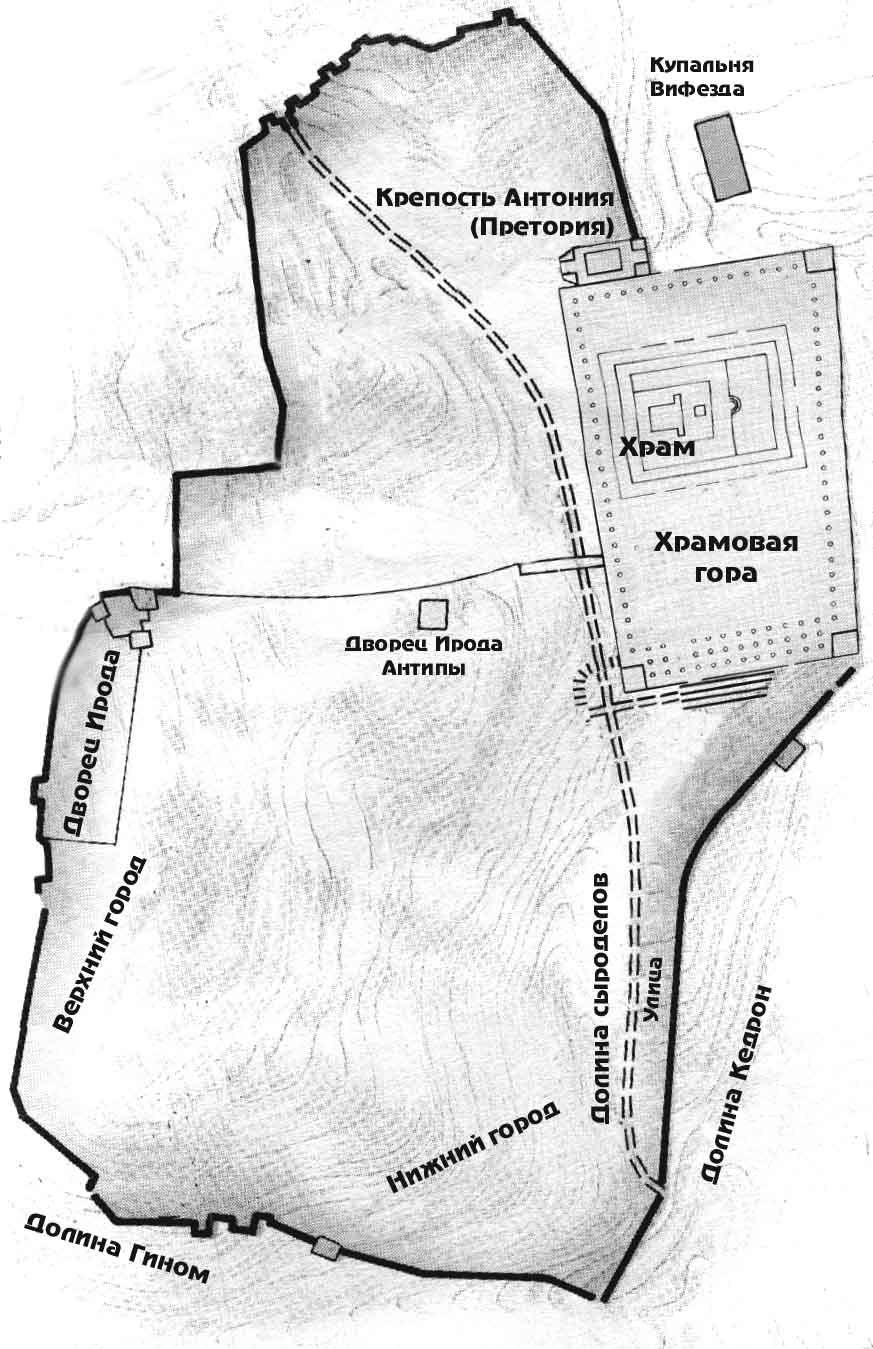 Купальня
Вифезда
Крепость Антония
(Претория)
Храм
Храмовая
гора
Дворец Ирода
Антипы
Дворец Ирода
Верхний город
Долина сыроделов
Улица
Долина Кедрон
Нижний город
Долина Гином